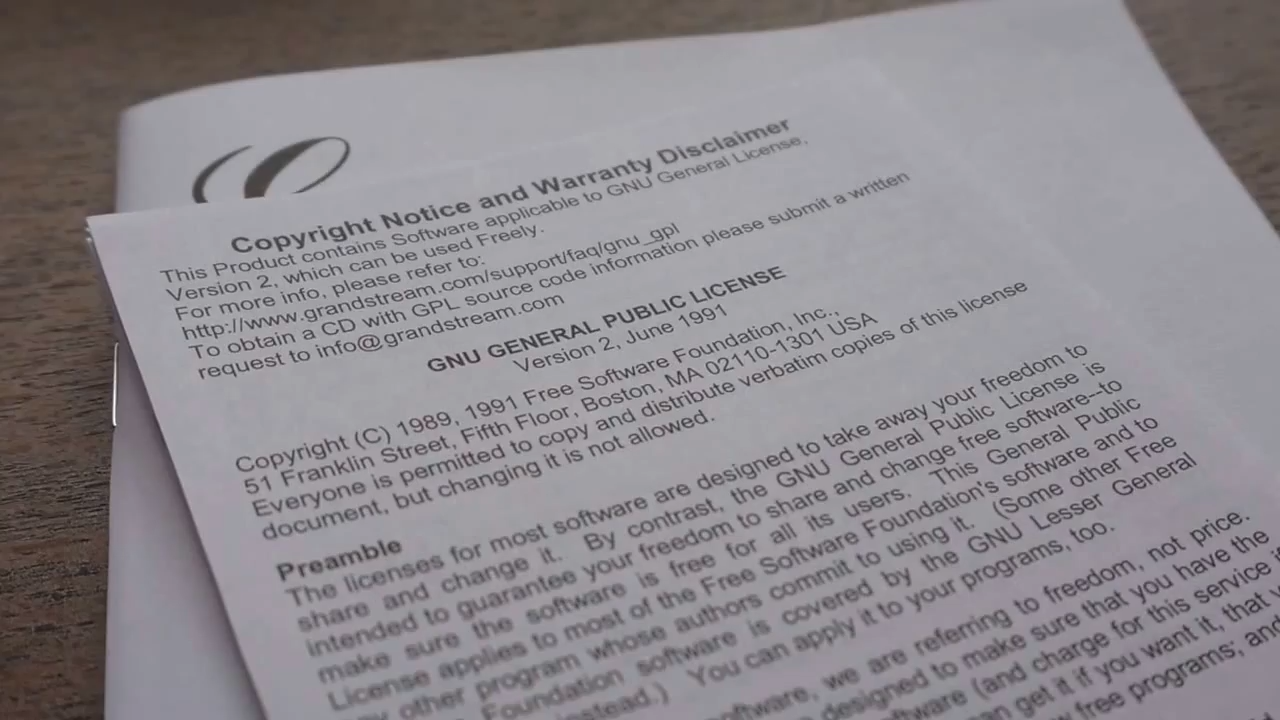 Copyright Notice and Warranty Disclaimer
This Product contains Software applicable to GNU General License,
Version 2, which can be used Freely.
For more info, please refer to:
http://www.grandstream.com/support/faq/gnu_gpl
To obtain a CD with GPL source code information please submit a written
request to info@grandstream.com
GNU GENERAL PUBLIC LICENSE
Version 2, June 1991
Copyright (C) 1989, 1991 Free Software Foundation, Inc.,
51 Franklin Street, Fifth Floor, Boston, MA 02110-1301 USA
Everyone is permitted to copy and distribute verbatim copies of this license
document, but changing it is not allowed.
Preamble
The licenses for most software are designed to take away your freedom to
share and change it. By contrast, the GNU General Public License is
intended to guarantee your freedom to share and change free software--to
make sure the software is free for all its users. This General Public
License applies to most of the Free Software Foundation's software and to
other program whose authors commit to using it. (Some other Free
Foundation software is covered by the GNU Lesser General
instead.) You can apply it to your programs, too.
software, we are referring to freedom, not price.
designed to make sure that you have the
software (and charge for this service
can get it if you want it, that
free programs; and